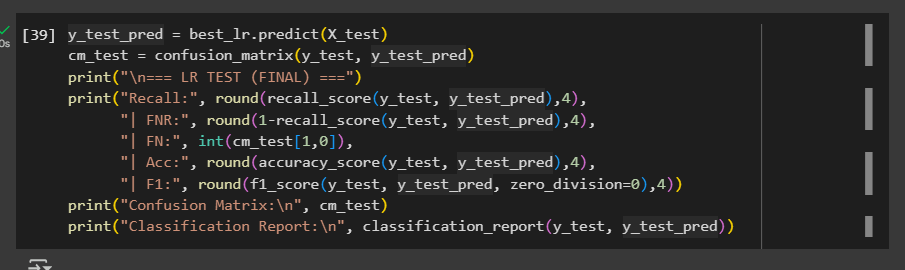 [39] y_test_pred = best_lr.predict(X_test)
cm_test = confusion_matrix(y_test, y_test_pred)
print("\n=== LR TEST (FINAL) ===")
print("Recall:", round(recall_score(y_test, y_test_pred),4),
"| FNR:", round(1-recall_score(y_test, y_test_pred),4),
"| FN:", int(cm_test[1,0]),
"| Acc:", round(accuracy_score(y_test, y_test_pred),4),
"| F1:", round(f1_score(y_test, y_test_pred, zero_division=0),4))
print("Confusion Matrix:\n", cm_test)
print("Classification Report:\n", classification_report(y_test, y_test_pred))
0s